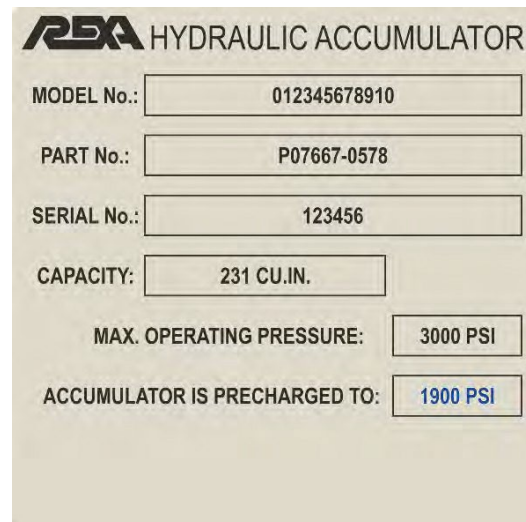 REXA HYDRAULIC ACCUMULATOR
MODEL No.: 012345678910
PART No.: P07667-0578
SERIAL No.: 123456
CAPACITY: 231 CU.IN.
MAX. OPERATING PRESSURE: 3000 PSI
ACCUMULATOR IS PRECHARGED TO: 1900 PSI